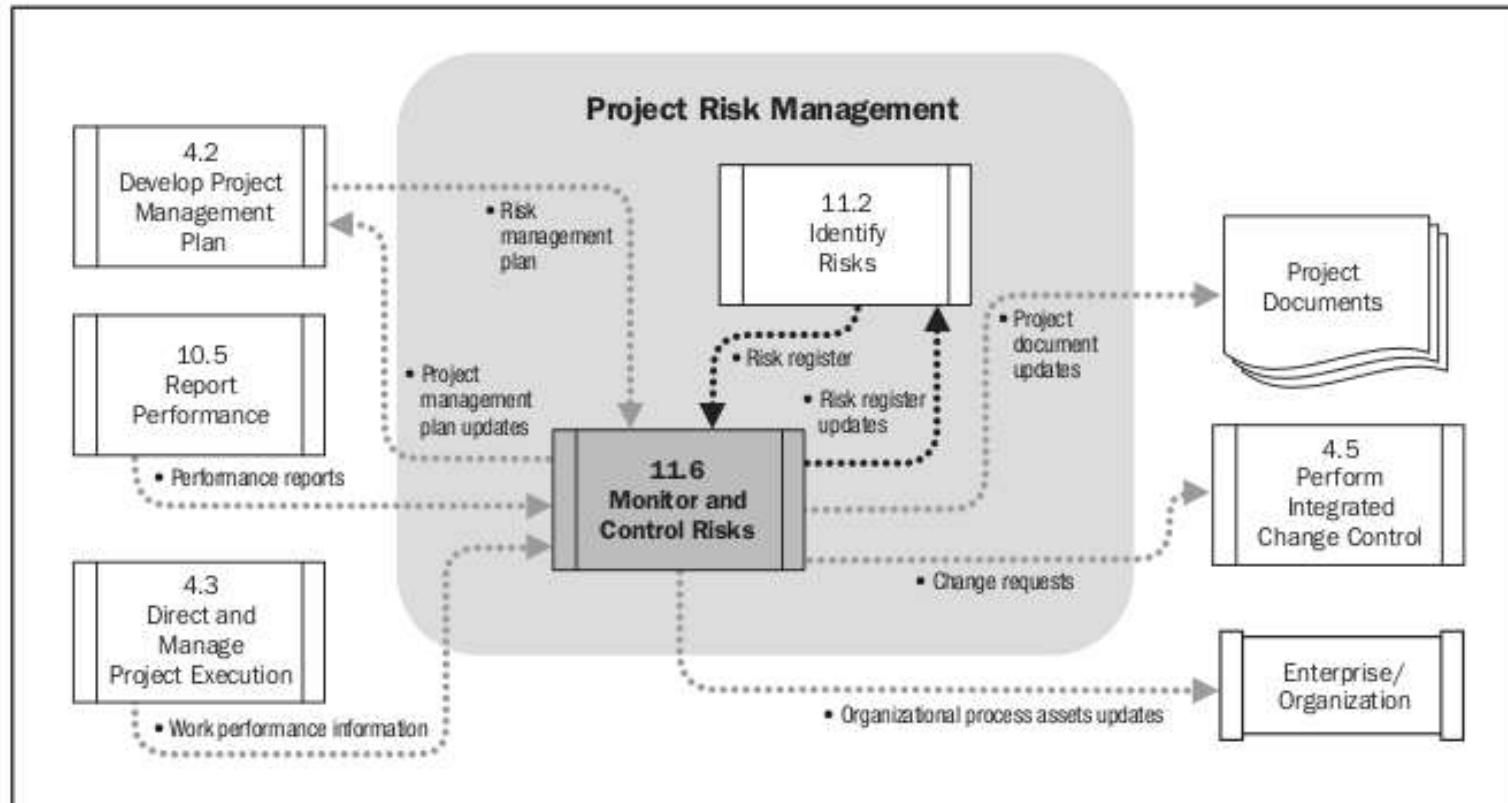 Project Risk Management
4.2
Develop Project
Management
Plan
11.2
Identify
Risks
• Risk
management
plan
Project
Documents
• Project
document
updates
10.5
Report
Performance
• Risk register
• Project
management
plan updates
• Risk register
updates
• Performance reports
11.6
Monitor and
Control Risks
4.5
Perform
Integrated
Change Control
4.3
Direct and
Manage
Project Execution
• Change requests
Enterprise/
Organization
• Work performance information
• Organizational process assets updates